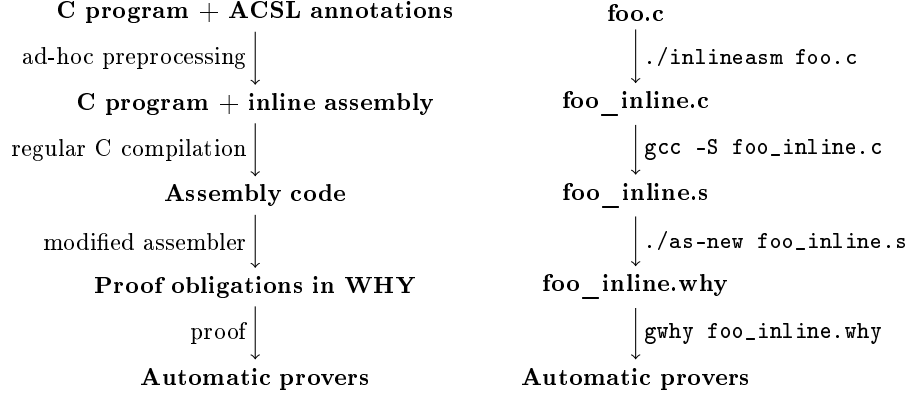 C program + ACSL annotations
foo.c
ad-hoc preprocessing
./inlineasm foo.c
C program + inline assembly
foo_inline.c
regular C compilation
gcc -S foo_inline.c
Assembly code
foo_inline.s
modified assembler
./as-new foo_inline.s
Proof obligations in WHY
foo_inline.why
proof
gwhy foo_inline.why
Automatic provers
Automatic provers